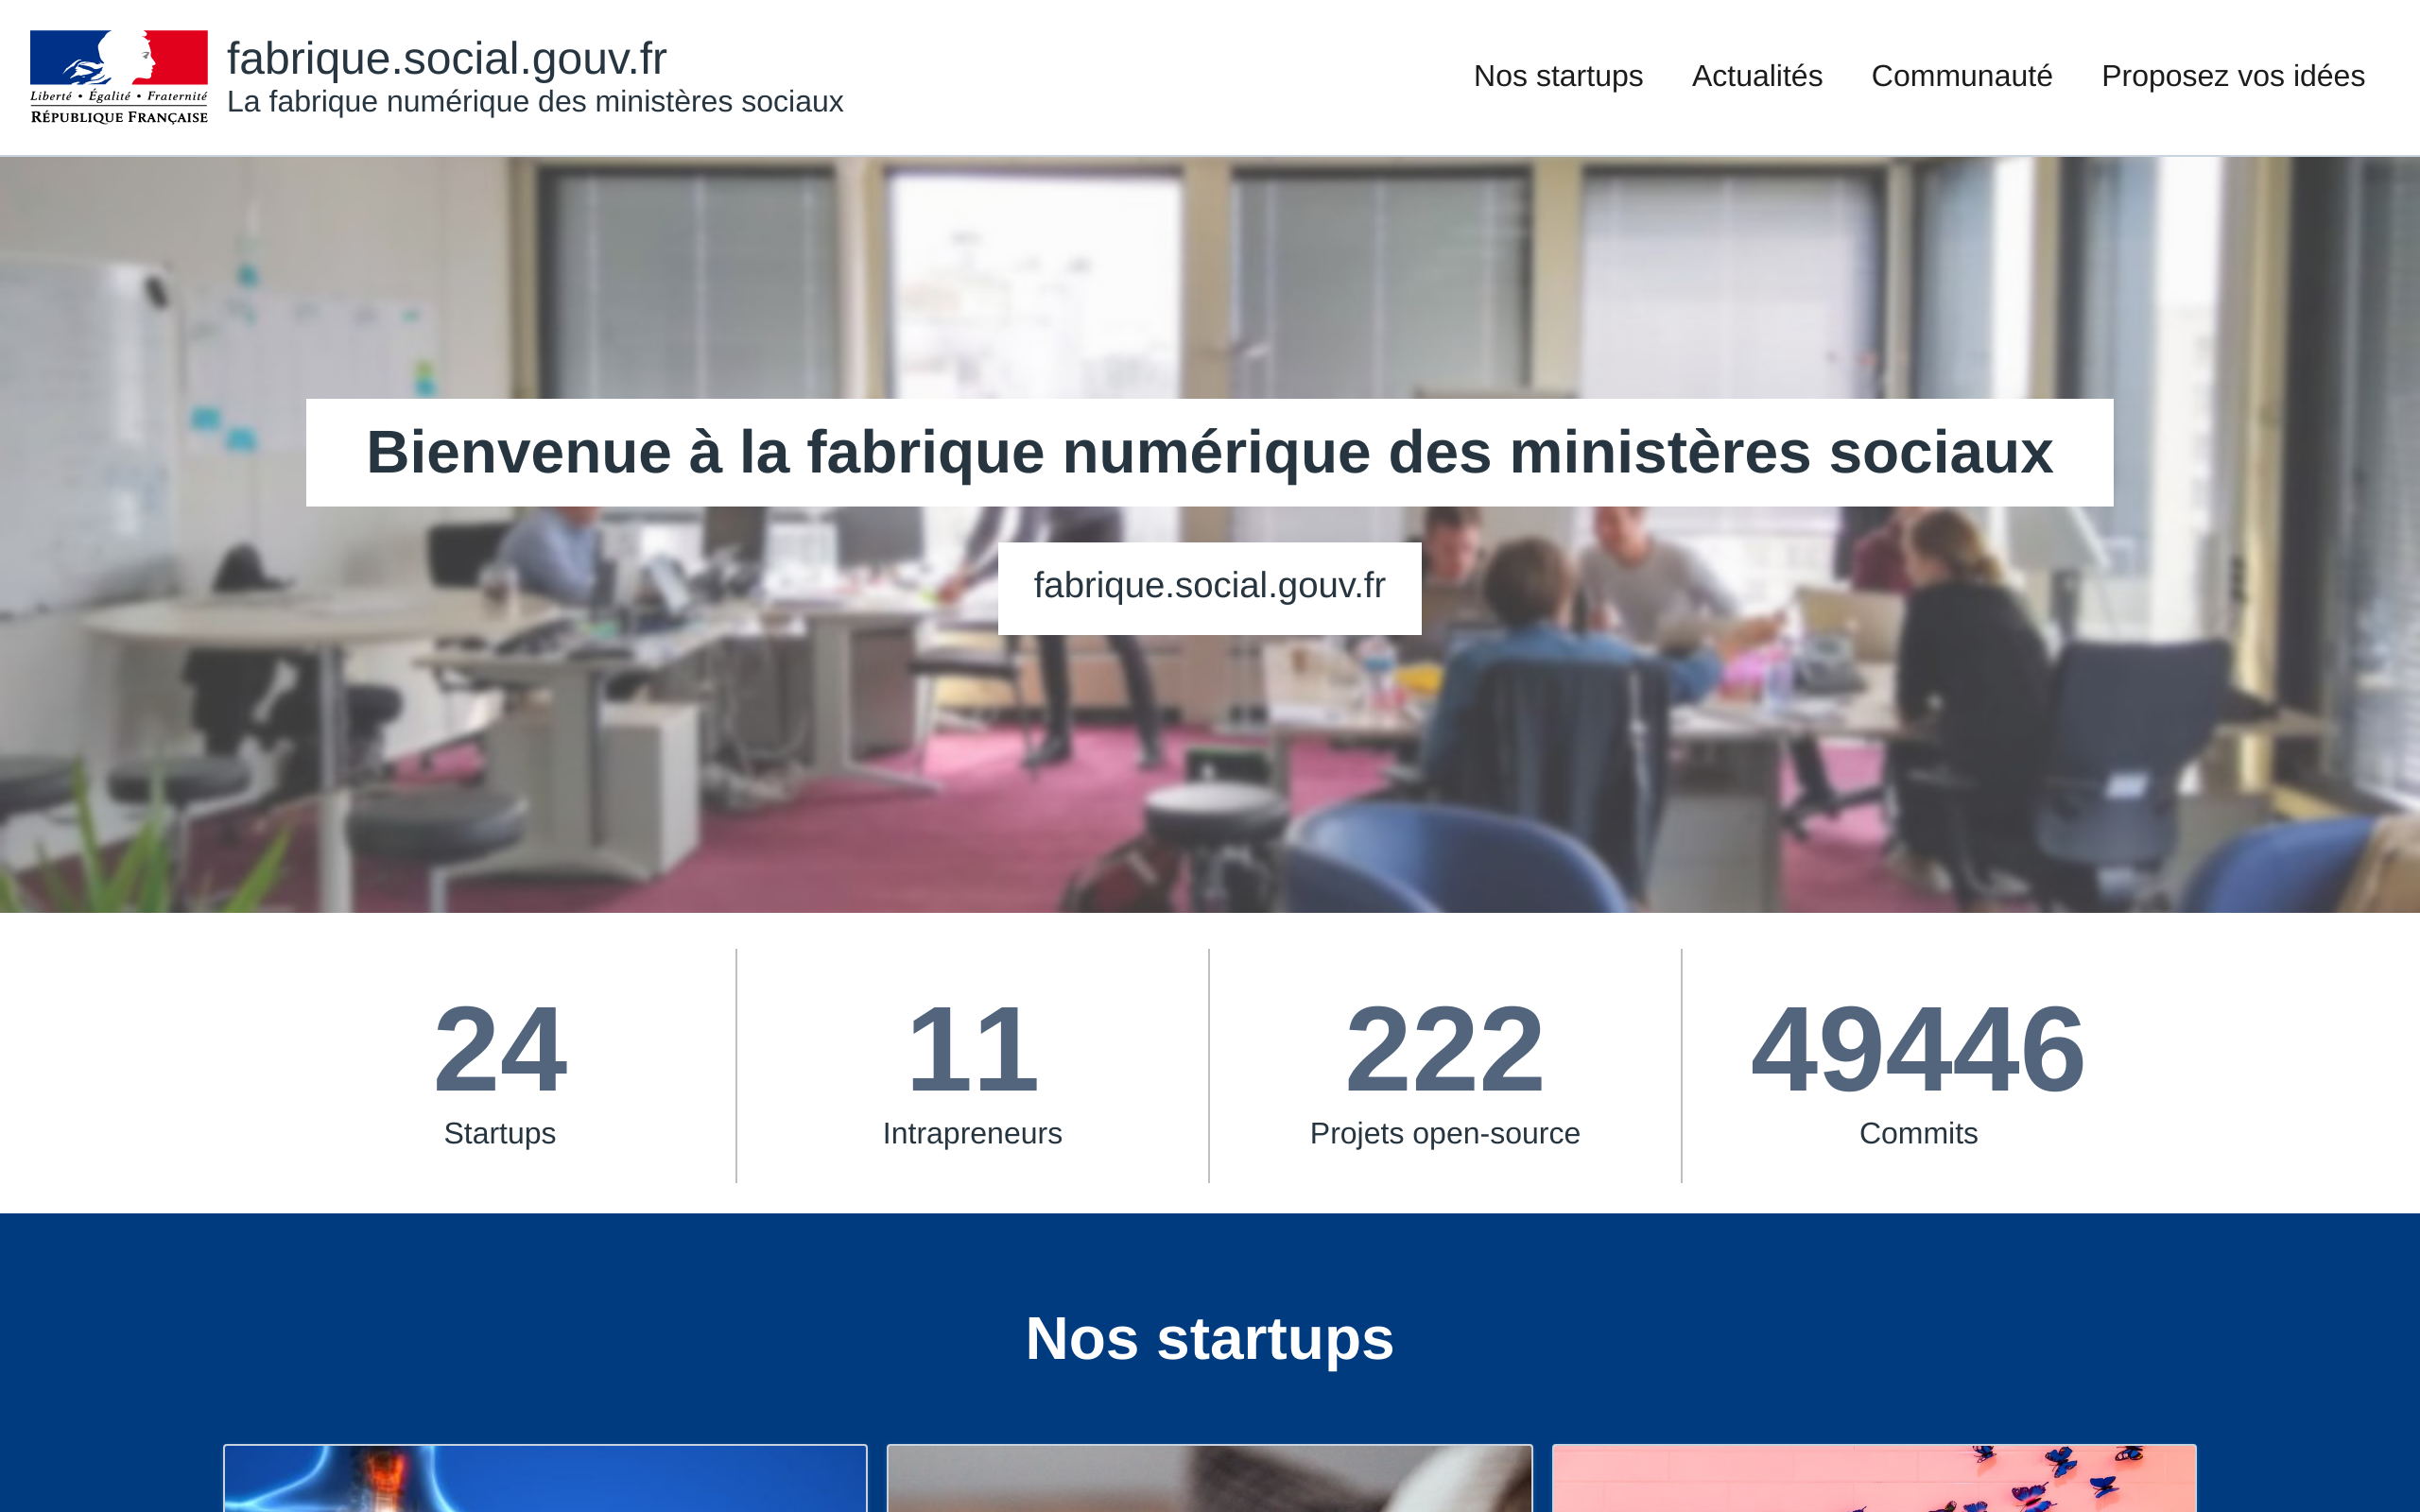 Liberté • Égalité • Fraternité
RÉPUBLIQUE FRANÇAISE
fabrique.social.gouv.fr
La fabrique numérique des ministères sociaux
Nos startups
Actualités
Communauté
Proposez vos idées
Bienvenue à la fabrique numérique des ministères sociaux
fabrique.social.gouv.fr
24
Startups
11
Intrapreneurs
222
Projets open-source
49446
Commits
Nos startups